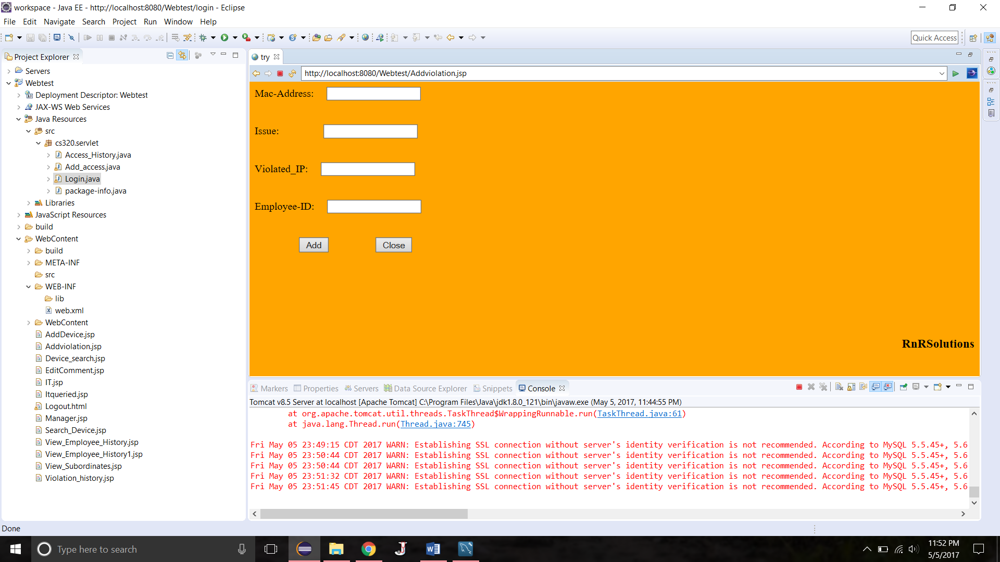 workspace - Java EE - http://localhost:8080/Webtest/login - Eclipse
File Edit Navigate Search Project Run Window Help
Quick Access
Project Explorer
Servers
Webtest
Deployment Descriptor: Webtest
JAX-WS Web Services
Java Resources
src
cs320.servlet
Access_History.java
Add_access.java
Login.java
package-info.java
Libraries
JavaScript Resources
build
WebContent
build
META-INF
src
WEB-INF
lib
web.xml
WebContent
AddDevice.jsp
Addviolation.jsp
Device_search.jsp
EditComment.jsp
IT.jsp
Itqueried.jsp
Logout.html
Manager.jsp
Search_Device.jsp
View_Employee_History.jsp
View_Employee_History1.jsp
View_Subordinates.jsp
Violation_history.jsp
try
http://localhost:8080/Webtest/Addviolation.jsp
Mac-Address:
Issue:
Violated_IP:
Employee-ID:
Add Close
RnRSolutions
Markers Properties Servers Data Source Explorer Snippets Console
Tomcat v8.5 Server at localhost [Apache Tomcat] C:\Program Files\Java\jdk1.8.0_121\bin\javaw.exe (May 5, 2017, 11:44:55 PM)
at org.apache.tomcat.util.threads.TaskThread$WrappingRunnable.run(TaskThread.java:61)
at java.lang.Thread.run(Thread.java:745)
Fri May 05 23:49:15 CDT 2017 WARN: Establishing SSL connection without server's identity verification is not recommended. According to MySQL 5.5.45+, 5.6
Fri May 05 23:50:44 CDT 2017 WARN: Establishing SSL connection without server's identity verification is not recommended. According to MySQL 5.5.45+, 5.6
Fri May 05 23:50:44 CDT 2017 WARN: Establishing SSL connection without server's identity verification is not recommended. According to MySQL 5.5.45+, 5.6
Fri May 05 23:51:32 CDT 2017 WARN: Establishing SSL connection without server's identity verification is not recommended. According to MySQL 5.5.45+, 5.6
Fri May 05 23:51:45 CDT 2017 WARN: Establishing SSL connection without server's identity verification is not recommended. According to MySQL 5.5.45+, 5.6
Done
Type here to search
11:52 PM
5/5/2017